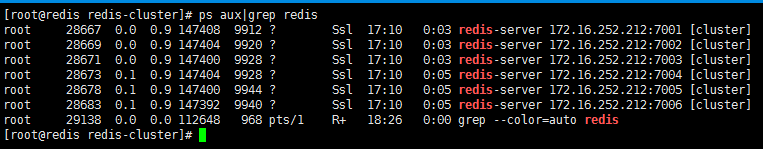 [root@redis redis-cluster]# ps aux|grep redis
root     28667  0.0  0.9 147408  9912 ?        Ssl  17:10   0:03 redis-server 172.16.252.212:7001 [cluster]
root     28669  0.0  0.9 147404  9920 ?        Ssl  17:10   0:03 redis-server 172.16.252.212:7002 [cluster]
root     28671  0.0  0.9 147400  9928 ?        Ssl  17:10   0:03 redis-server 172.16.252.212:7003 [cluster]
root     28673  0.1  0.9 147404  9928 ?        Ssl  17:10   0:05 redis-server 172.16.252.212:7004 [cluster]
root     28678  0.1  0.9 147400  9944 ?        Ssl  17:10   0:05 redis-server 172.16.252.212:7005 [cluster]
root     28683  0.1  0.9 147392  9940 ?        Ssl  17:10   0:05 redis-server 172.16.252.212:7006 [cluster]
root     29138  0.0  0.0 112648   968 pts/1    R+   18:26   0:00 grep --color=auto redis
[root@redis redis-cluster]#